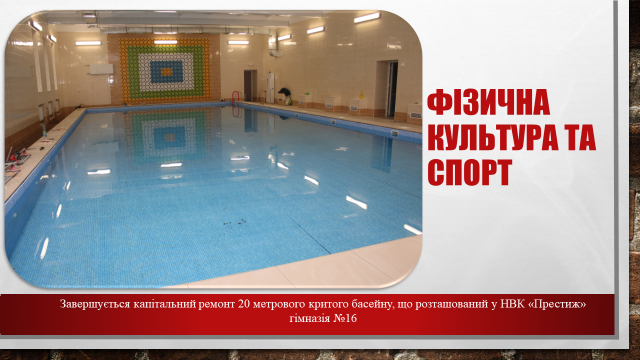 ФІЗИЧНА
КУЛЬТУРА ТА
СПОРТ
Завершується капітальний ремонт 20 метрового критого басейну, що розташований у НВК «Престиж»
гімназія №16